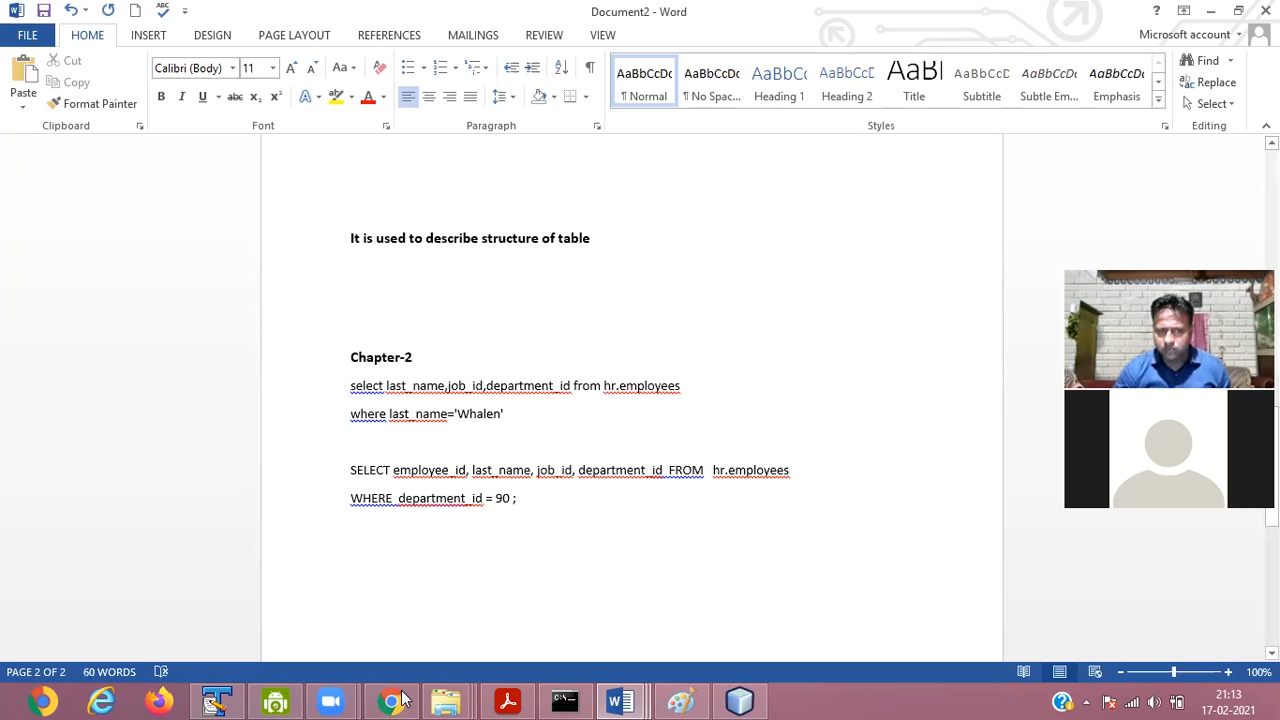 Document2 - Word
FILE HOME INSERT DESIGN PAGE LAYOUT REFERENCES MAILINGS REVIEW VIEW Microsoft account
Paste Cut Copy Format Painter
Clipboard
Calibri (Body) 11
Font
Paragraph
AaBbCcDc AaBbCcDc AaBbCc AaBbCcD AaBl AaBbCcD AaBbCcDc AaBbCcDc
¶ Normal ¶ No Spac... Heading 1 Heading 2 Title Subtitle Subtle Em... Emphasis
Styles
Find Replace Select
Editing
It is used to describe structure of table
Chapter-2
select last_name,job_id,department_id from hr.employees
where last_name='Whalen'
SELECT employee_id, last_name, job_id, department_id FROM hr.employees
WHERE department_id = 90 ;
PAGE 2 OF 2 60 WORDS 100%
21:13
17-02-2021